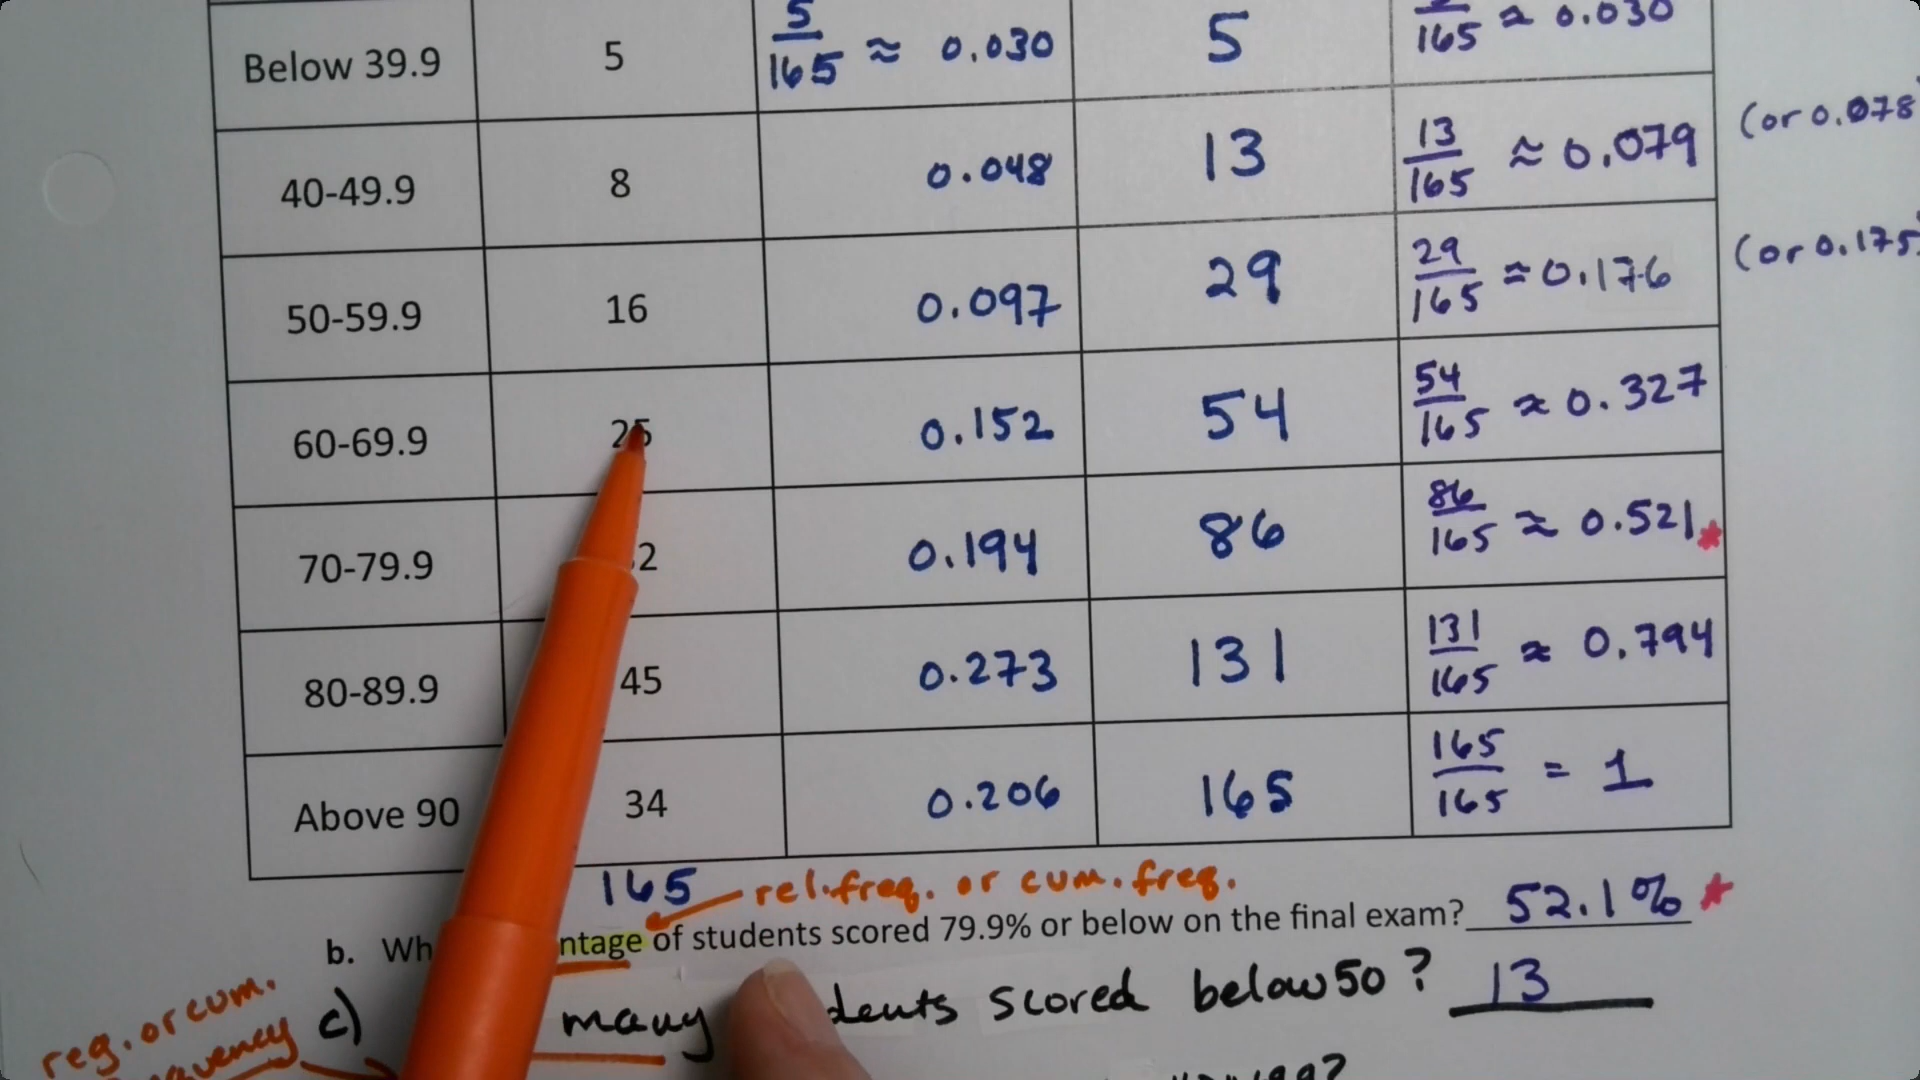 Below 39.9 5 5/165 ≈ 0.030 5 /165 ≈ 0.030
40-49.9 8 0.048 13 13/165 ≈ 0.079 (or 0.078
50-59.9 16 0.097 29 29/165 ≈ 0.176 (or 0.175
60-69.9 25 0.152 54 54/165 ≈ 0.327
70-79.9 2 0.194 86 86/165 ≈ 0.521 *
80-89.9 45 0.273 131 131/165 ≈ 0.794
Above 90 34 0.206 165 165/165 = 1
165 rel.freq. or cum.freq.
b. Wh ntage of students scored 79.9% or below on the final exam? 52.1% *
reg. or cum.
c) many dents scored below 50? 13